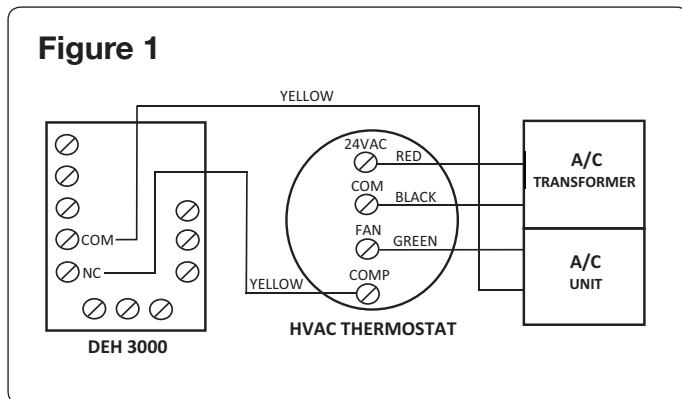 Figure 1
YELLOW
24VAC
RED
A/C
TRANSFORMER
COM
BLACK
FAN
GREEN
COM
A/C
UNIT
NC
YELLOW
COMP
HVAC THERMOSTAT
DEH 3000